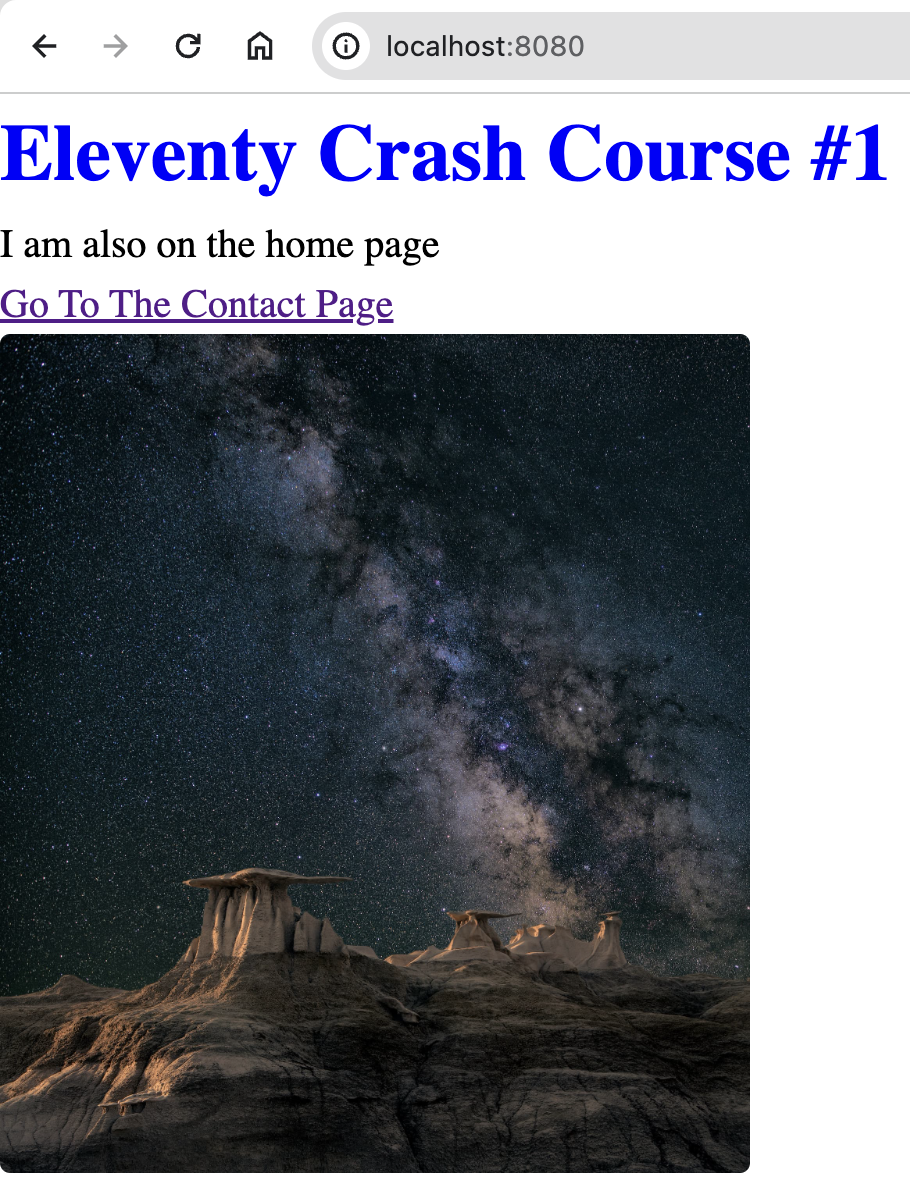 localhost:8080
Eleventy Crash Course #1
I am also on the home page
Go To The Contact Page